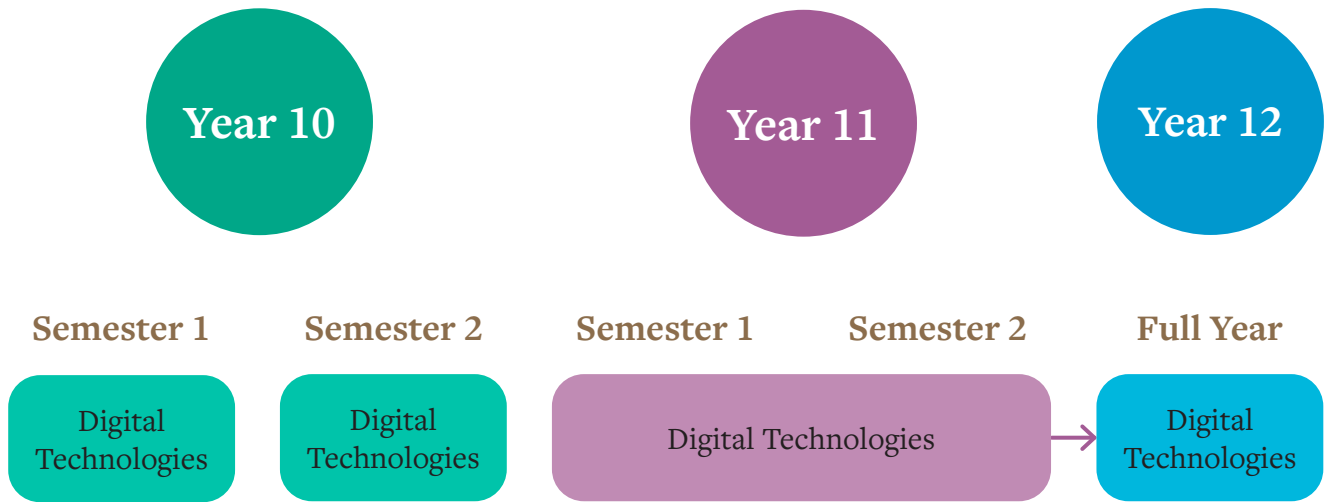 Year 10
Year 11
Year 12
Semester 1
Semester 2
Semester 1
Semester 2
Full Year
Digital
Technologies
Digital
Technologies
Digital Technologies
Digital
Technologies